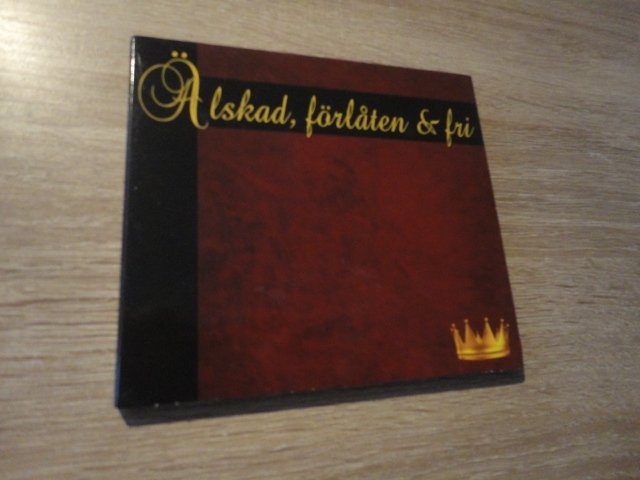 Älskad, förlåten & fri